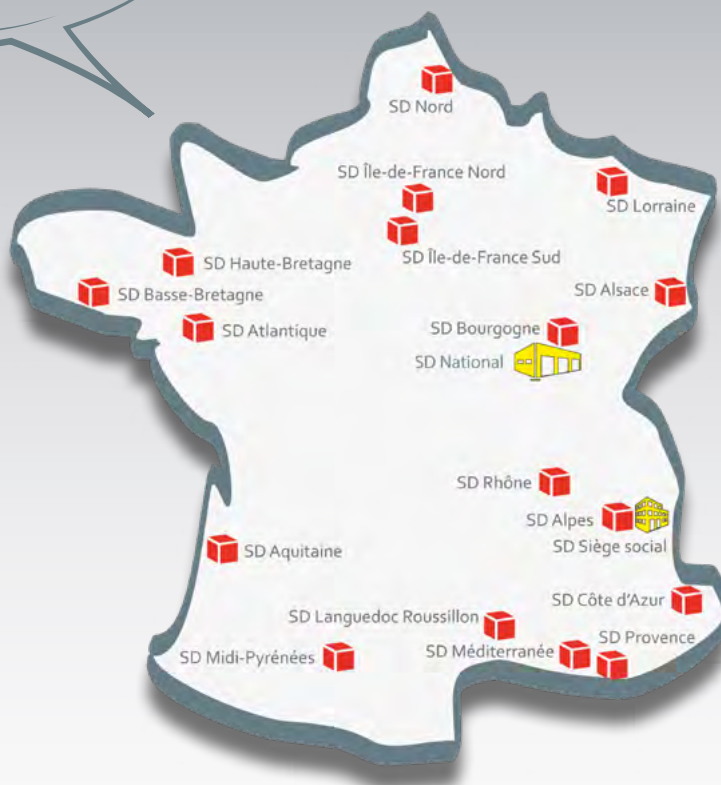 SD Nord
SD Île-de-France Nord
SD Lorraine
SD Île-de-France Sud
SD Haute-Bretagne
SD Basse-Bretagne
SD Alsace
SD Atlantique
SD Bourgogne
SD National
SD Rhône
SD Alpes
SD Siège social
SD Aquitaine
SD Côte d'Azur
SD Languedoc Roussillon
SD Provence
SD Méditerranée
SD Midi-Pyrénées